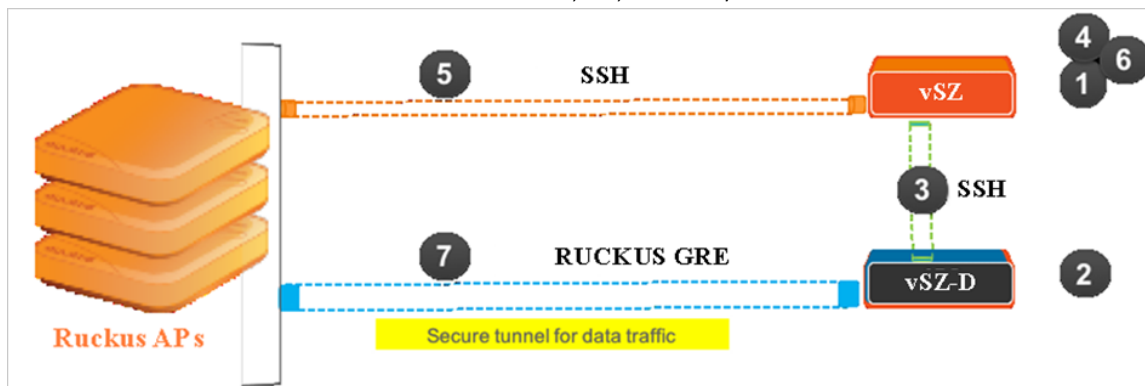 4
6
5
SSH
1
vSZ
3
SSH
7
RUCKUS GRE
vSZ-D
2
Secure tunnel for data traffic
Ruckus APs